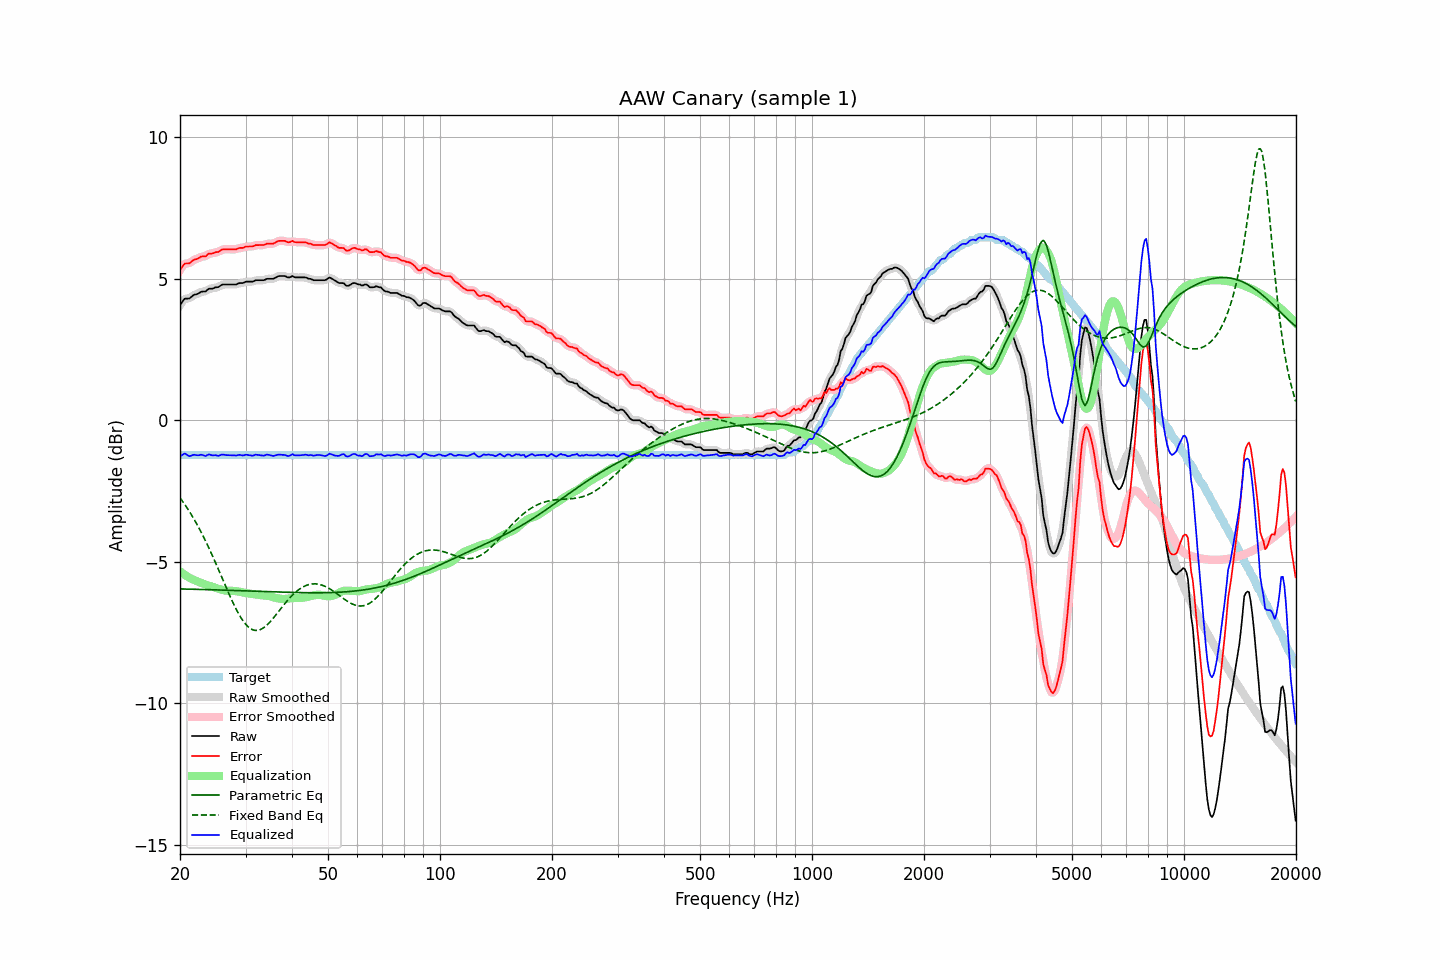 AAW Canary (sample 1)
10
5
0
−5
−10
−15
Amplitude (dBr)
Target
Raw Smoothed
Error Smoothed
Raw
Error
Equalization
Parametric Eq
Fixed Band Eq
Equalized
20 50 100 200 500 1000 2000 5000 10000 20000
Frequency (Hz)